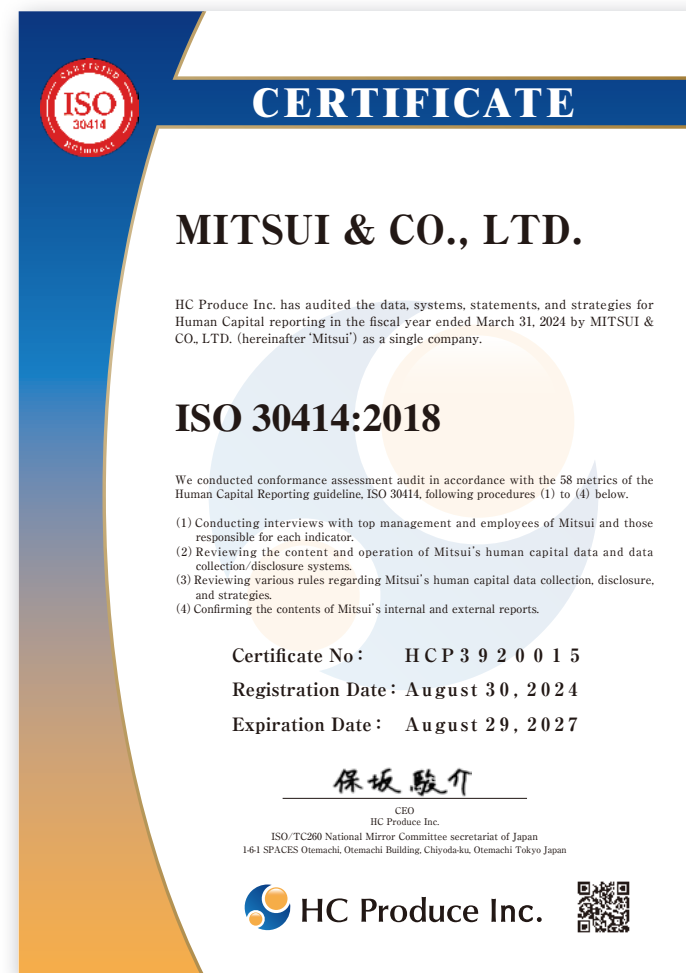 CERTIFIED
ISO
30414
CERTIFICATE
MITSUI & CO., LTD.
HC Produce Inc. has audited the data, systems, statements, and strategies for
Human Capital reporting in the fiscal year ended March 31, 2024 by MITSUI &
CO., LTD. (hereinafter ‘Mitsui’) as a single company.
ISO 30414:2018
We conducted conformance assessment audit in accordance with the 58 metrics of the
Human Capital Reporting guideline, ISO 30414, following procedures (1) to (4) below.
(1) Conducting interviews with top management and employees of Mitsui and those
responsible for each indicator.
(2) Reviewing the content and operation of Mitsui’s human capital data and data
collection/disclosure systems.
(3) Reviewing various rules regarding Mitsui’s human capital data collection, disclosure,
and strategies.
(4) Confirming the contents of Mitsui’s internal and external reports.
Certificate No : HCP3920015
Registration Date : August 30, 2024
Expiration Date : August 29, 2027
保坂駿介
CEO
HC Produce Inc.
ISO/TC260 National Mirror Committee secretariat of Japan
1-6-1 SPACES Otemachi, Otemachi Building, Chiyoda-ku, Otemachi Tokyo Japan
HC Produce Inc.